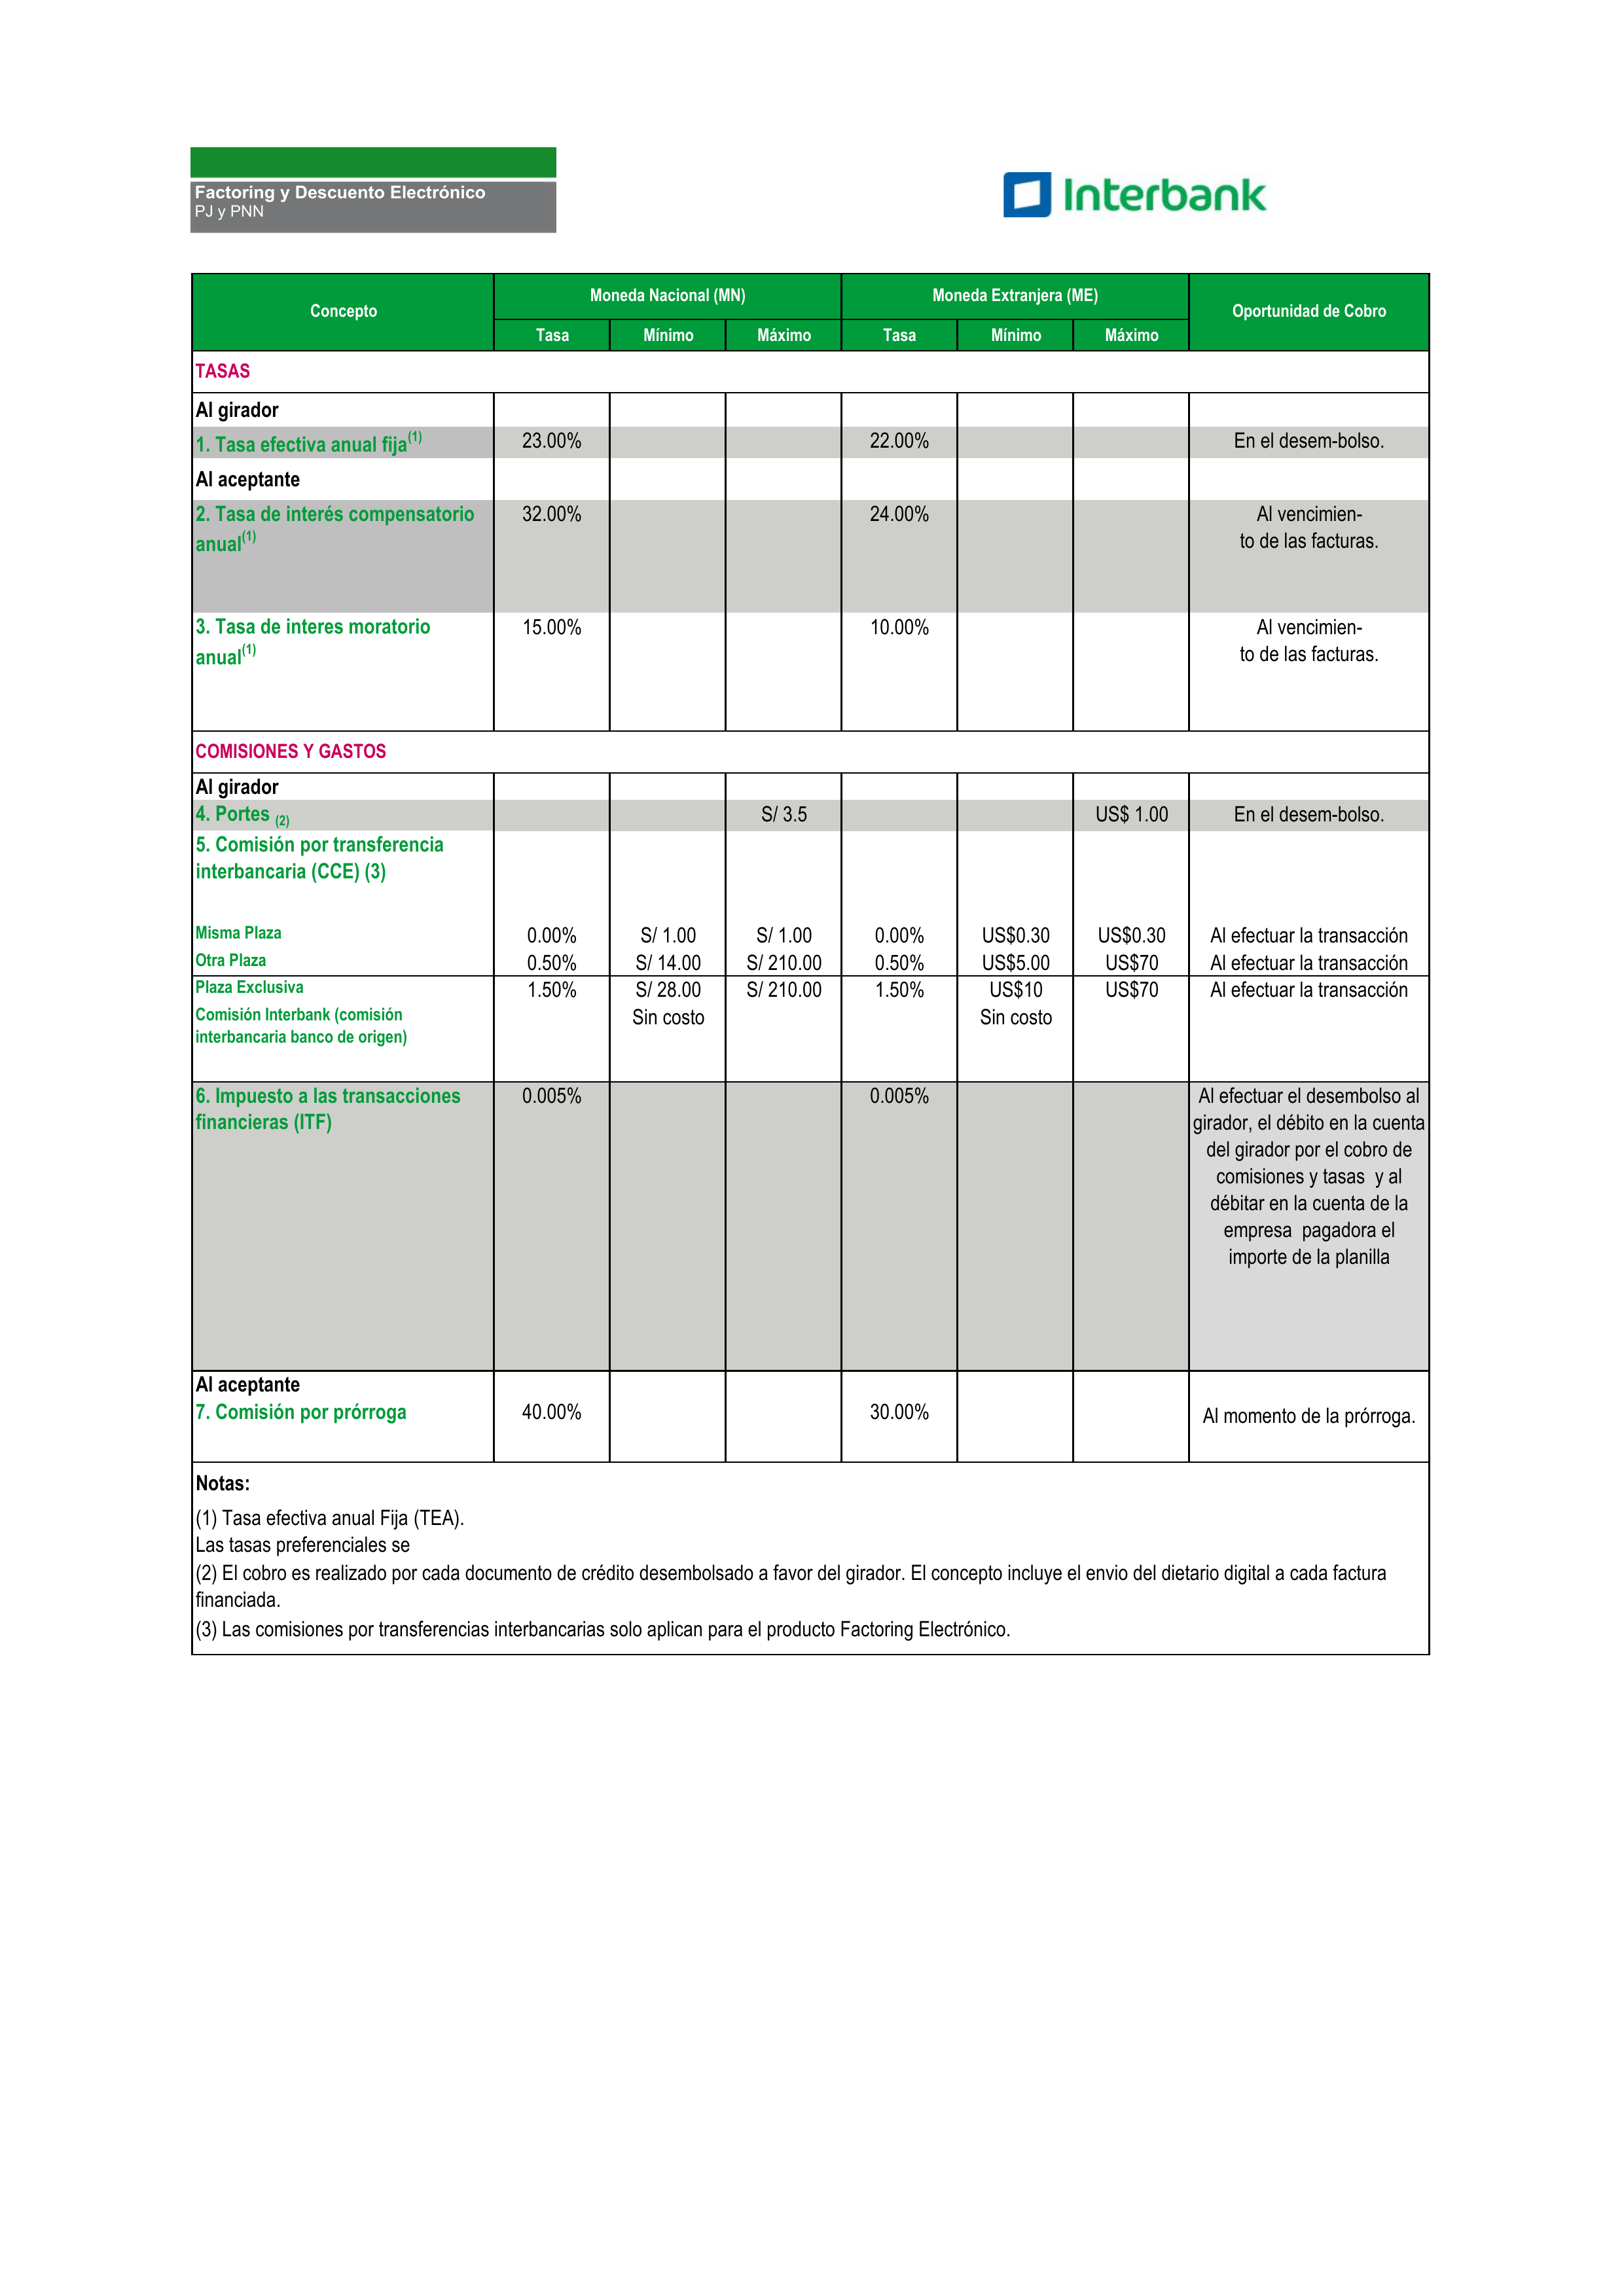 Factoring y Descuento Electrónico
PJ y PNN
Interbank
Concepto
Moneda Nacional (MN)
Moneda Extranjera (ME)
Oportunidad de Cobro
Tasa Mínimo Máximo Tasa Mínimo Máximo
TASAS
Al girador
1. Tasa efectiva anual fija(1) 23.00% 22.00% En el desem-bolso.
Al aceptante
2. Tasa de interés compensatorio 32.00% 24.00% Al vencimien-
anual(1) to de las facturas.
3. Tasa de interes moratorio 15.00% 10.00% Al vencimien-
anual(1) to de las facturas.
COMISIONES Y GASTOS
Al girador
4. Portes (2) S/ 3.5 US$ 1.00 En el desem-bolso.
5. Comisión por transferencia
interbancaria (CCE) (3)
Misma Plaza 0.00% S/ 1.00 S/ 1.00 0.00% US$0.30 US$0.30 Al efectuar la transacción
Otra Plaza 0.50% S/ 14.00 S/ 210.00 0.50% US$5.00 US$70 Al efectuar la transacción
Plaza Exclusiva 1.50% S/ 28.00 S/ 210.00 1.50% US$10 US$70 Al efectuar la transacción
Comisión Interbank (comisión Sin costo Sin costo
interbancaria banco de origen)
6. Impuesto a las transacciones 0.005% 0.005% Al efectuar el desembolso al
financieras (ITF) girador, el débito en la cuenta
del girador por el cobro de
comisiones y tasas y al
débitar en la cuenta de la
empresa pagadora el
importe de la planilla
Al aceptante
7. Comisión por prórroga 40.00% 30.00% Al momento de la prórroga.
Notas:
(1) Tasa efectiva anual Fija (TEA).
Las tasas preferenciales se
(2) El cobro es realizado por cada documento de crédito desembolsado a favor del girador. El concepto incluye el envio del dietario digital a cada factura
financiada.
(3) Las comisiones por transferencias interbancarias solo aplican para el producto Factoring Electrónico.